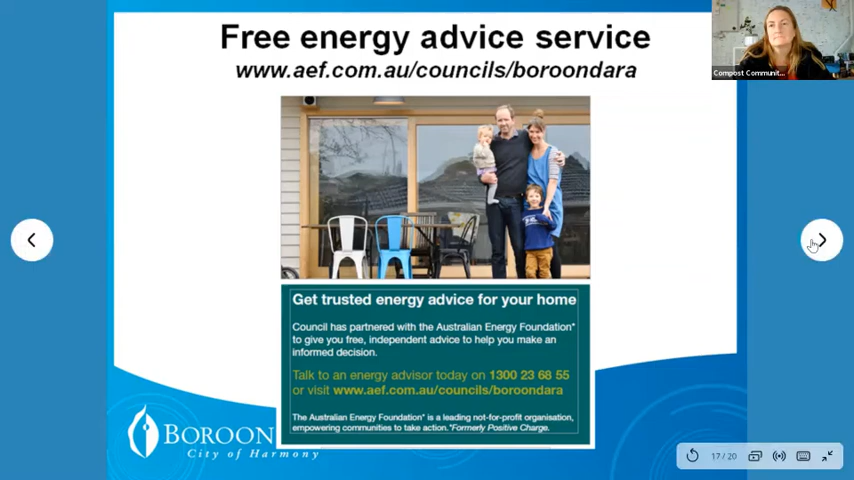 Free energy advice service
www.aef.com.au/councils/boroondara
Compost Communit...
Get trusted energy advice for your home
Council has partnered with the Australian Energy Foundation*
to give you free, independent advice to help you make an
informed decision.
Talk to an energy advisor today on 1300 23 68 55
or visit www.aef.com.au/councils/boroondara
The Australian Energy Foundation* is a leading not-for-profit organisation,
empowering communities to take action.*Formerly Positive Charge.
BOROON
City of Harmony
17 / 20